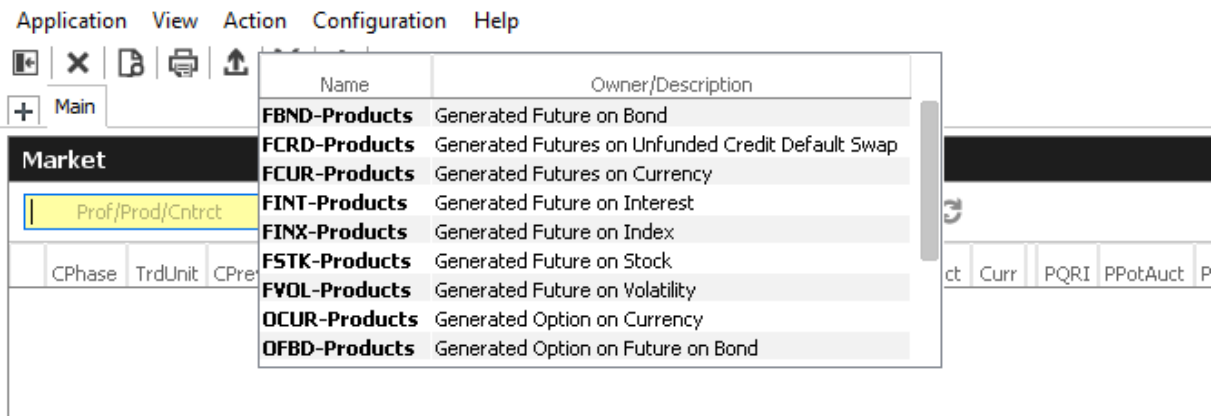 Application View Action Configuration Help
Name Owner/Description
Main
FBND-Products Generated Future on Bond
FCRD-Products Generated Futures on Unfunded Credit Default Swap
Market
FCUR-Products Generated Futures on Currency
Prof/Prod/Cntrct
FINT-Products Generated Future on Interest
FINX-Products Generated Future on Index
FSTK-Products Generated Future on Stock
CPhase TrdUnit CPre ct Curr PQRI PPotAuct P
FVOL-Products Generated Future on Volatility
OCUR-Products Generated Option on Currency
OFBD-Products Generated Option on Future on Bond